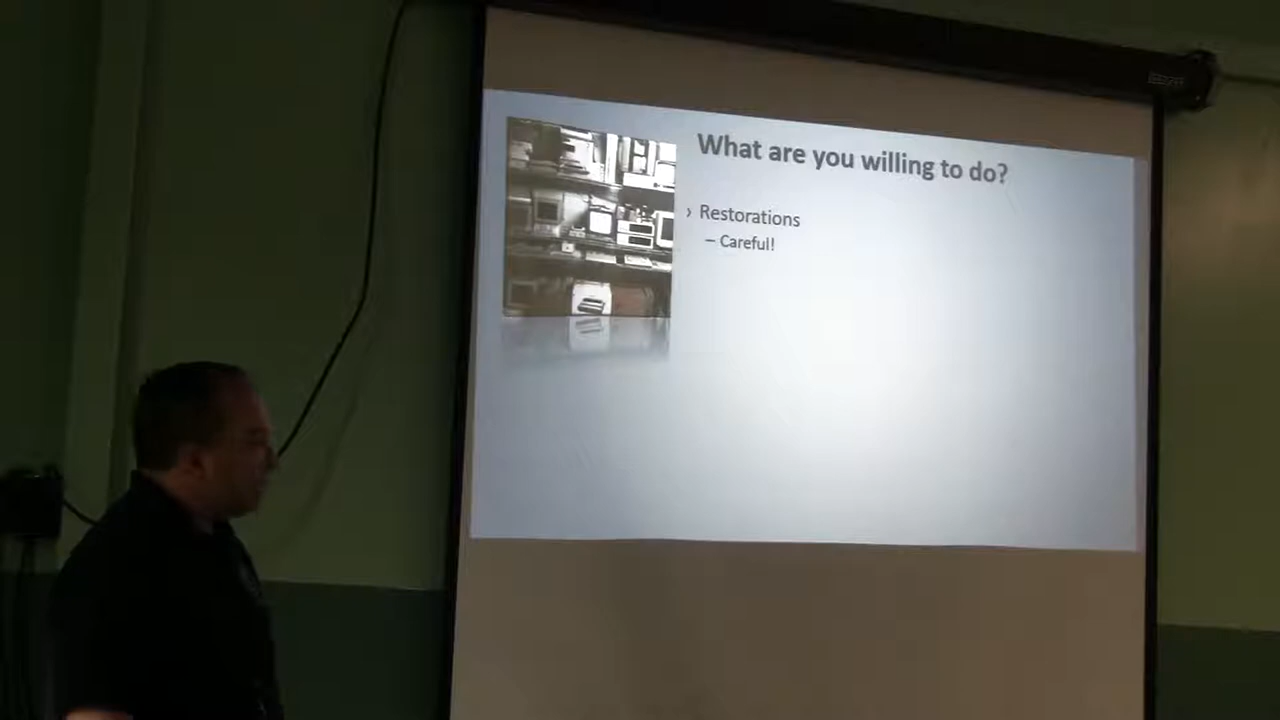 What are you willing to do?
› Restorations
– Careful!